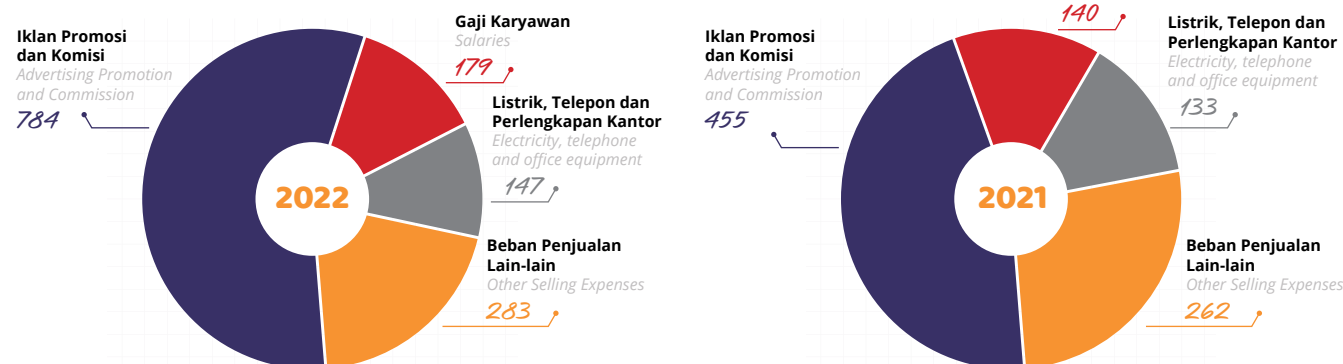 Iklan Promosi
dan Komisi
Advertising Promotion
and Commission
784
Gaji Karyawan
Salaries
179
Listrik, Telepon dan
Perlengkapan Kantor
Electricity, telephone
and office equipment
147
Beban Penjualan
Lain-lain
Other Selling Expenses
283
2022
Iklan Promosi
dan Komisi
Advertising Promotion
and Commission
455
140
Listrik, Telepon dan
Perlengkapan Kantor
Electricity, telephone
and office equipment
133
Beban Penjualan
Lain-lain
Other Selling Expenses
262
2021